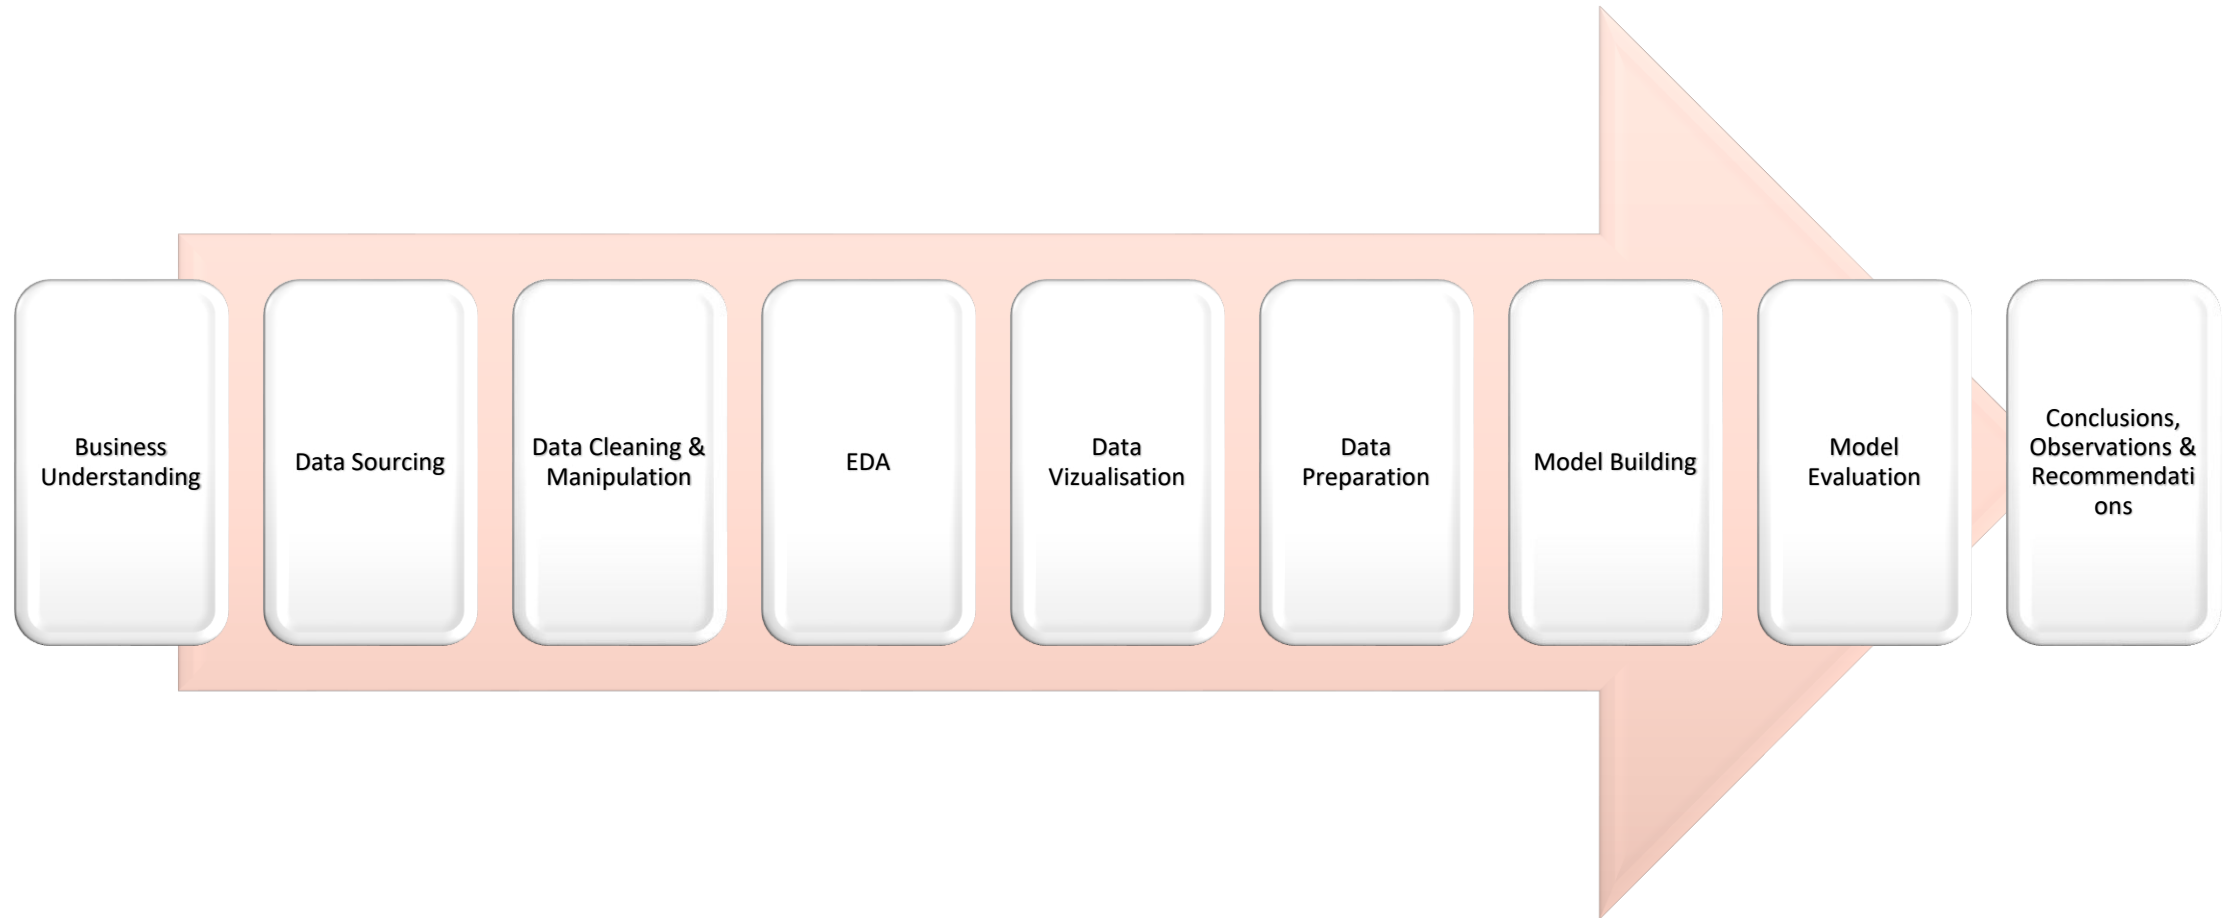 Business
Understanding
Data Sourcing
Data Cleaning &
Manipulation
EDA
Data
Vizualisation
Data
Preparation
Model Building
Model
Evaluation
Conclusions,
Observations &
Recommendati
ons